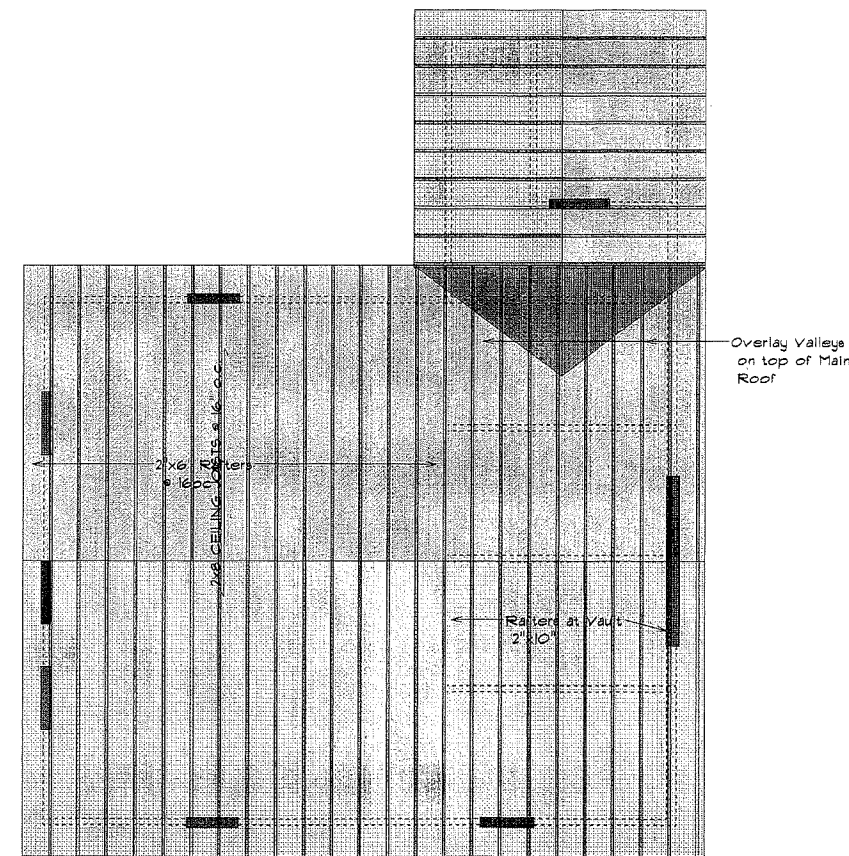 Overlay Valleys
on top of Main
Roof
2"x6" Rafters
@ 16oc
2x8 CEILING JOISTS @ 16" o.c.
Rafters at Vault
2"x10"